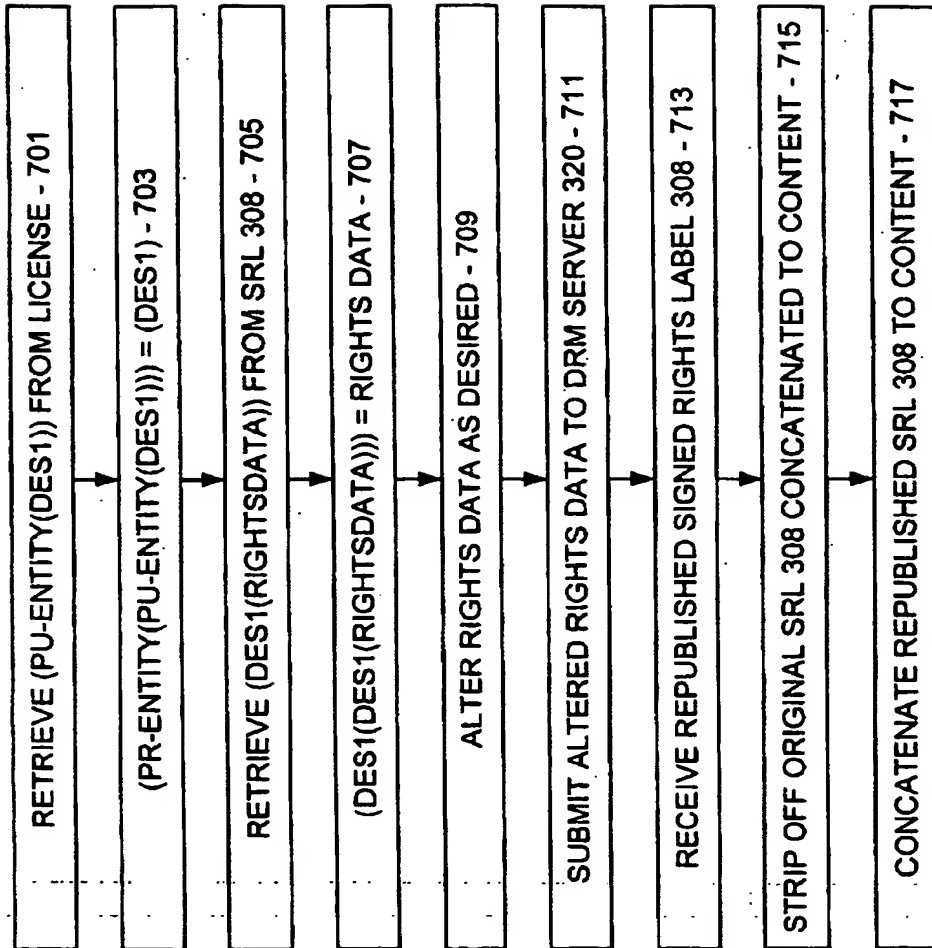 RETRIEVE (PU-ENTITY(DES1)) FROM LICENSE - 701
(PR-ENTITY(PU-ENTITY(DES1))) = (DES1) - 703
RETRIEVE (DES1(RIGHTSDATA)) FROM SRL 308 - 705
(DES1(DES1(RIGHTSDATA))) = RIGHTS DATA - 707
ALTER RIGHTS DATA AS DESIRED - 709
SUBMIT ALTERED RIGHTS DATA TO DRM SERVER 320 - 711
RECEIVE REPUBLISHED SIGNED RIGHTS LABEL 308 - 713
STRIP OFF ORIGINAL SRL 308 CONCATENATED TO CONTENT - 715
CONCATENATE REPUBLISHED SRL 308 TO CONTENT - 717